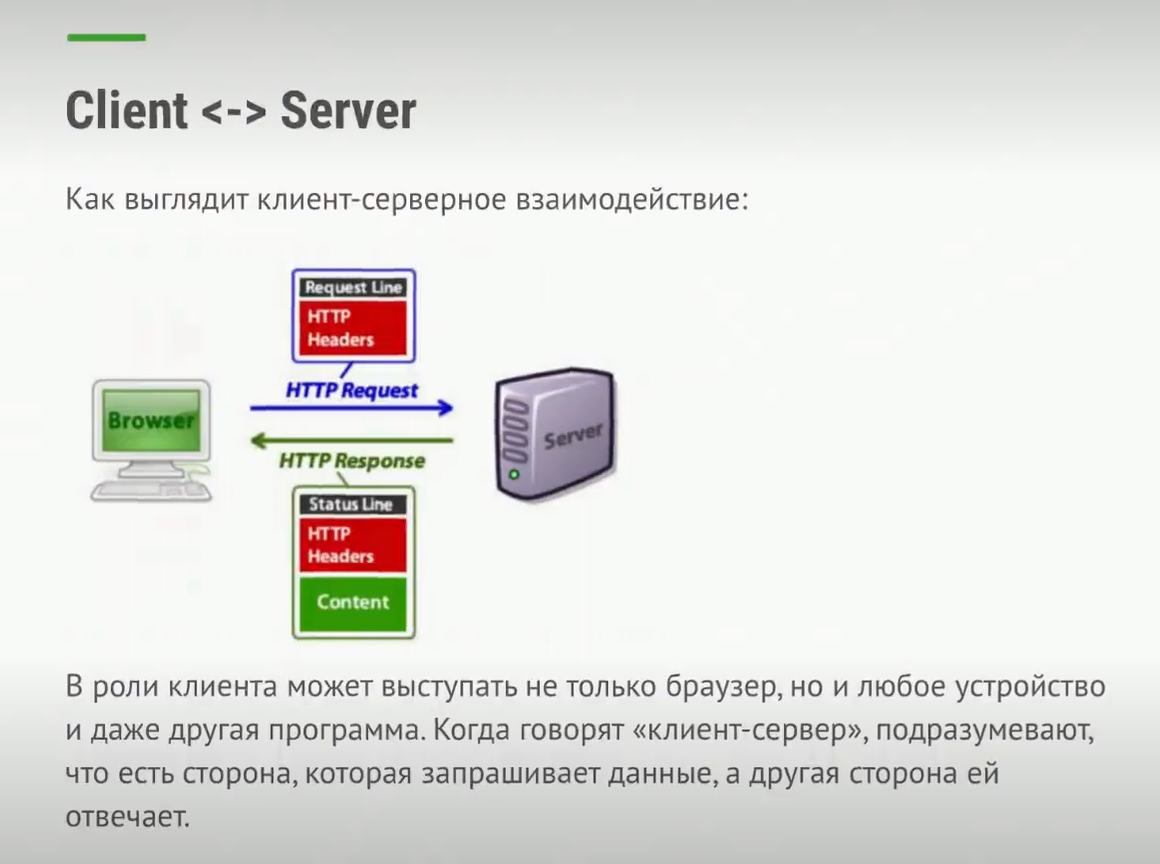 Client <-> Server
Как выглядит клиент-серверное взаимодействие:
Request Line
HTTP
Headers
HTTP Request
Browser
Server
HTTP Response
Status Line
HTTP
Headers
Content
В роли клиента может выступать не только браузер, но и любое устройство
и даже другая программа. Когда говорят «клиент-сервер», подразумевают,
что есть сторона, которая запрашивает данные, а другая сторона ей
отвечает.